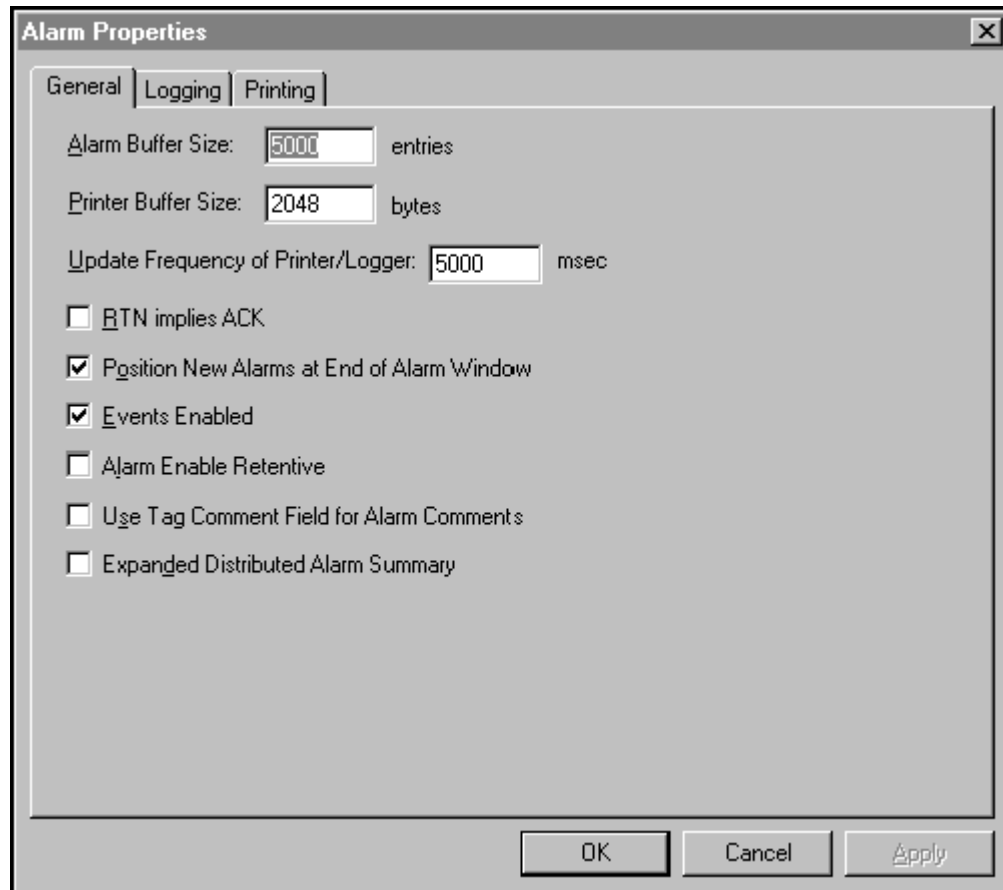 Alarm Properties
General Logging Printing
Alarm Buffer Size: 5000 entries
Printer Buffer Size: 2048 bytes
Update Frequency of Printer/Logger: 5000 msec
RTN implies ACK
Position New Alarms at End of Alarm Window
Events Enabled
Alarm Enable Retentive
Use Tag Comment Field for Alarm Comments
Expanded Distributed Alarm Summary
OK Cancel Apply